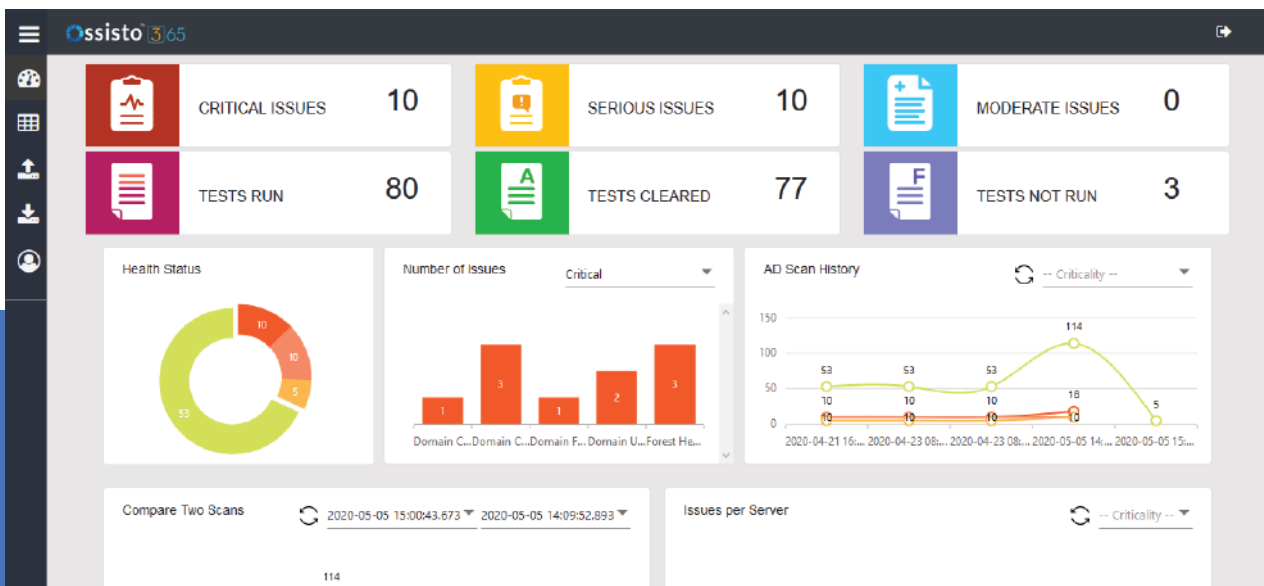 Ossisto™ 365
CRITICAL ISSUES 10
SERIOUS ISSUES 10
MODERATE ISSUES 0
TESTS RUN 80
A
TESTS CLEARED 77
F
TESTS NOT RUN 3
Health Status
10
10
5
53
Number of Issues
Critical
1
3
1
2
3
Domain C... Domain C... Domain F... Domain U... Forest He...
AD Scan History
-- Criticality --
150
100
50
0
53 53 53 114 5
10 10 10 18
10 10 10 10
2020-04-21 16:... 2020-04-23 08:... 2020-04-23 08:... 2020-05-05 14:... 2020-05-05 15:...
Compare Two Scans
2020-05-05 15:00:43.673
2020-05-05 14:09:52.893
114
Issues per Server
-- Criticality --